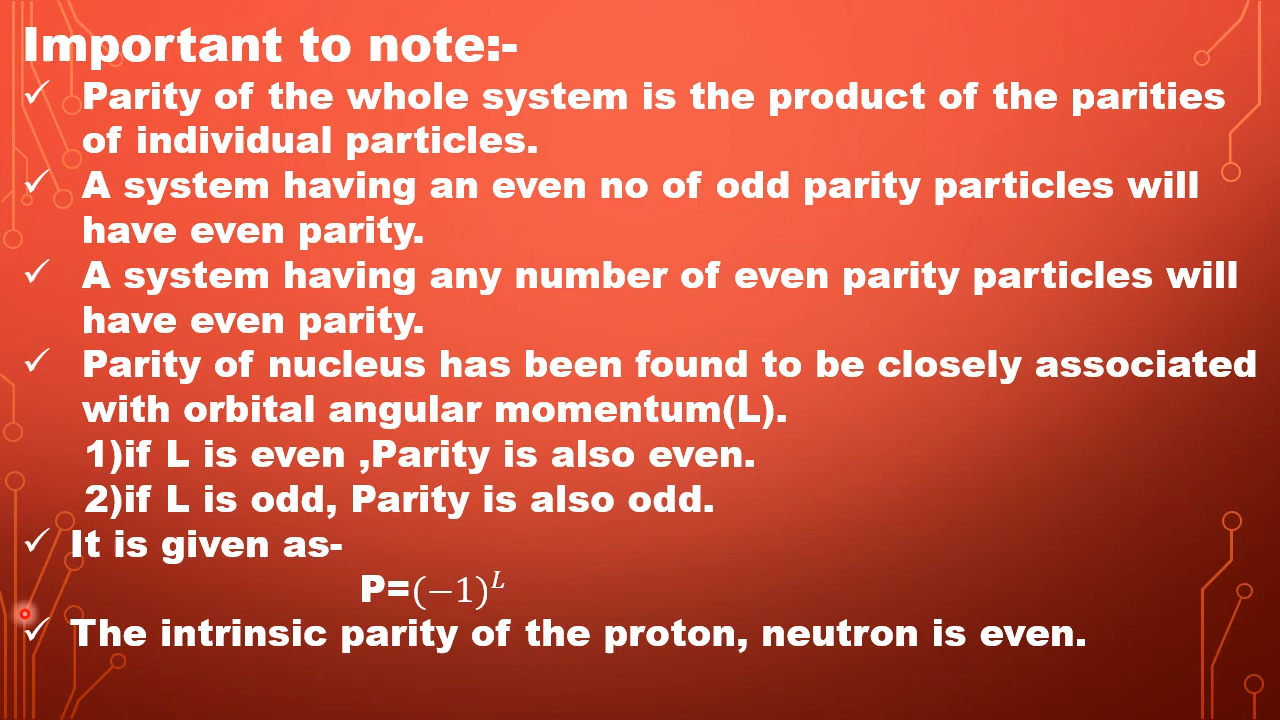 Important to note:-
✓ Parity of the whole system is the product of the parities
of individual particles.
✓ A system having an even no of odd parity particles will
have even parity.
✓ A system having any number of even parity particles will
have even parity.
✓ Parity of nucleus has been found to be closely associated
with orbital angular momentum(L).
1)if L is even ,Parity is also even.
2)if L is odd, Parity is also odd.
✓ It is given as-
P=(−1)^L
✓ The intrinsic parity of the proton, neutron is even.